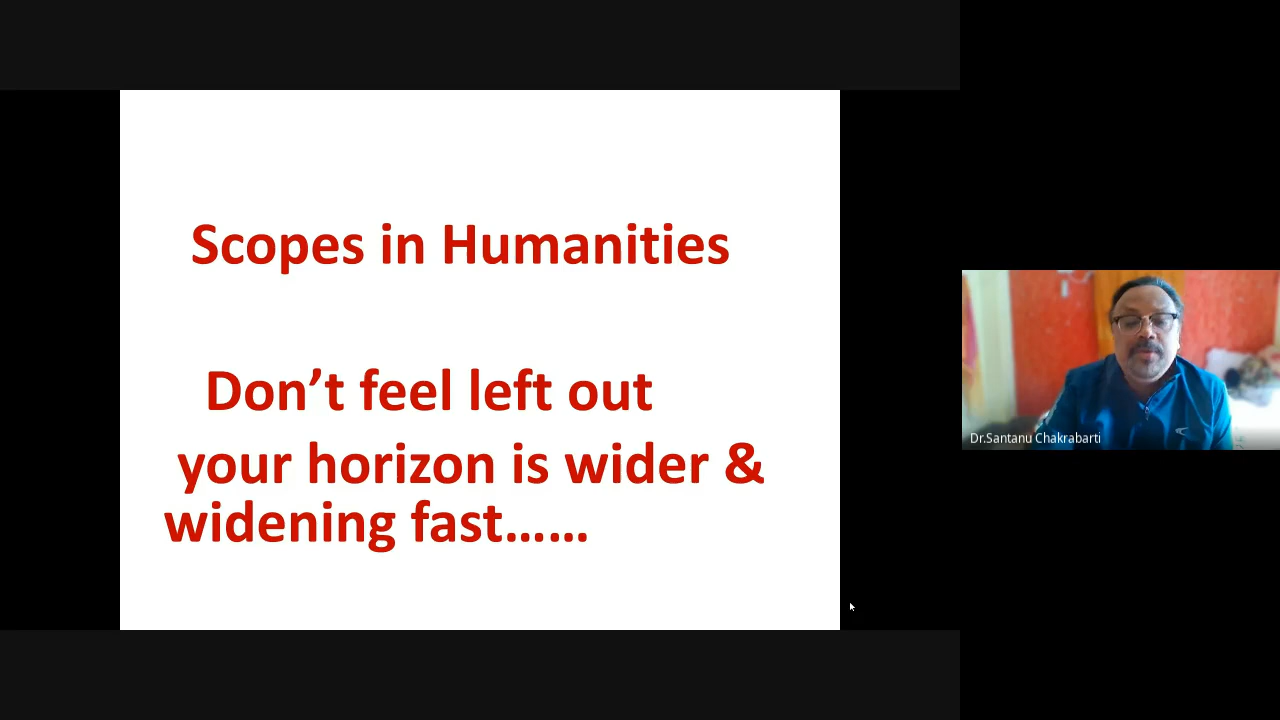 Scopes in Humanities
Don’t feel left out
your horizon is wider &
widening fast……
Dr.Santanu Chakrabarti